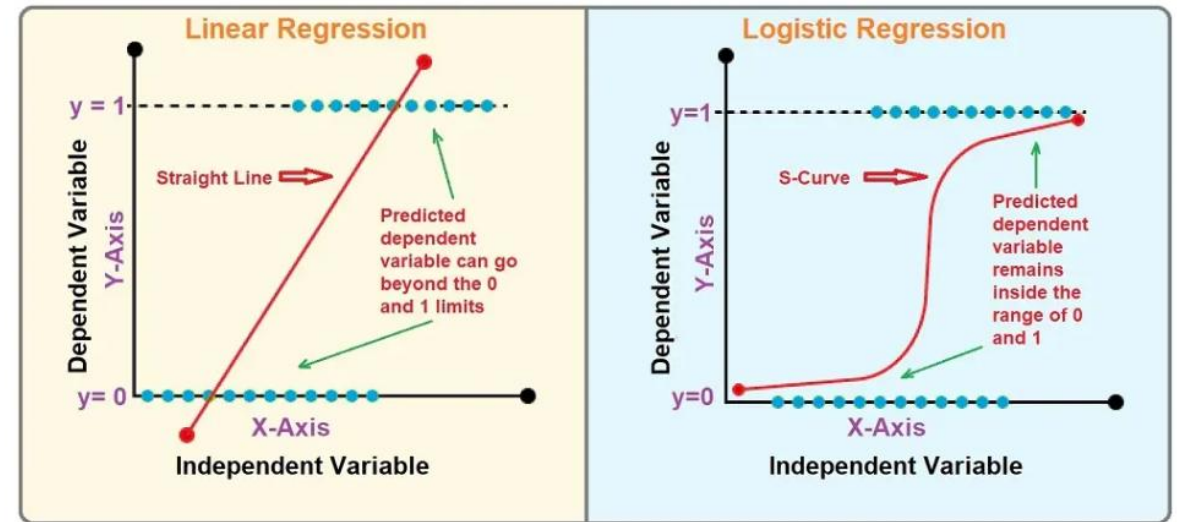 Linear Regression
y = 1
Straight Line
Dependent Variable
Y-Axis
Predicted
dependent
variable can go
beyond the 0
and 1 limits
y= 0
X-Axis
Independent Variable
Logistic Regression
y=1
S-Curve
Dependent Variable
Y-Axis
Predicted
dependent
variable
remains
inside the
range of 0
and 1
y=0
X-Axis
Independent Variable